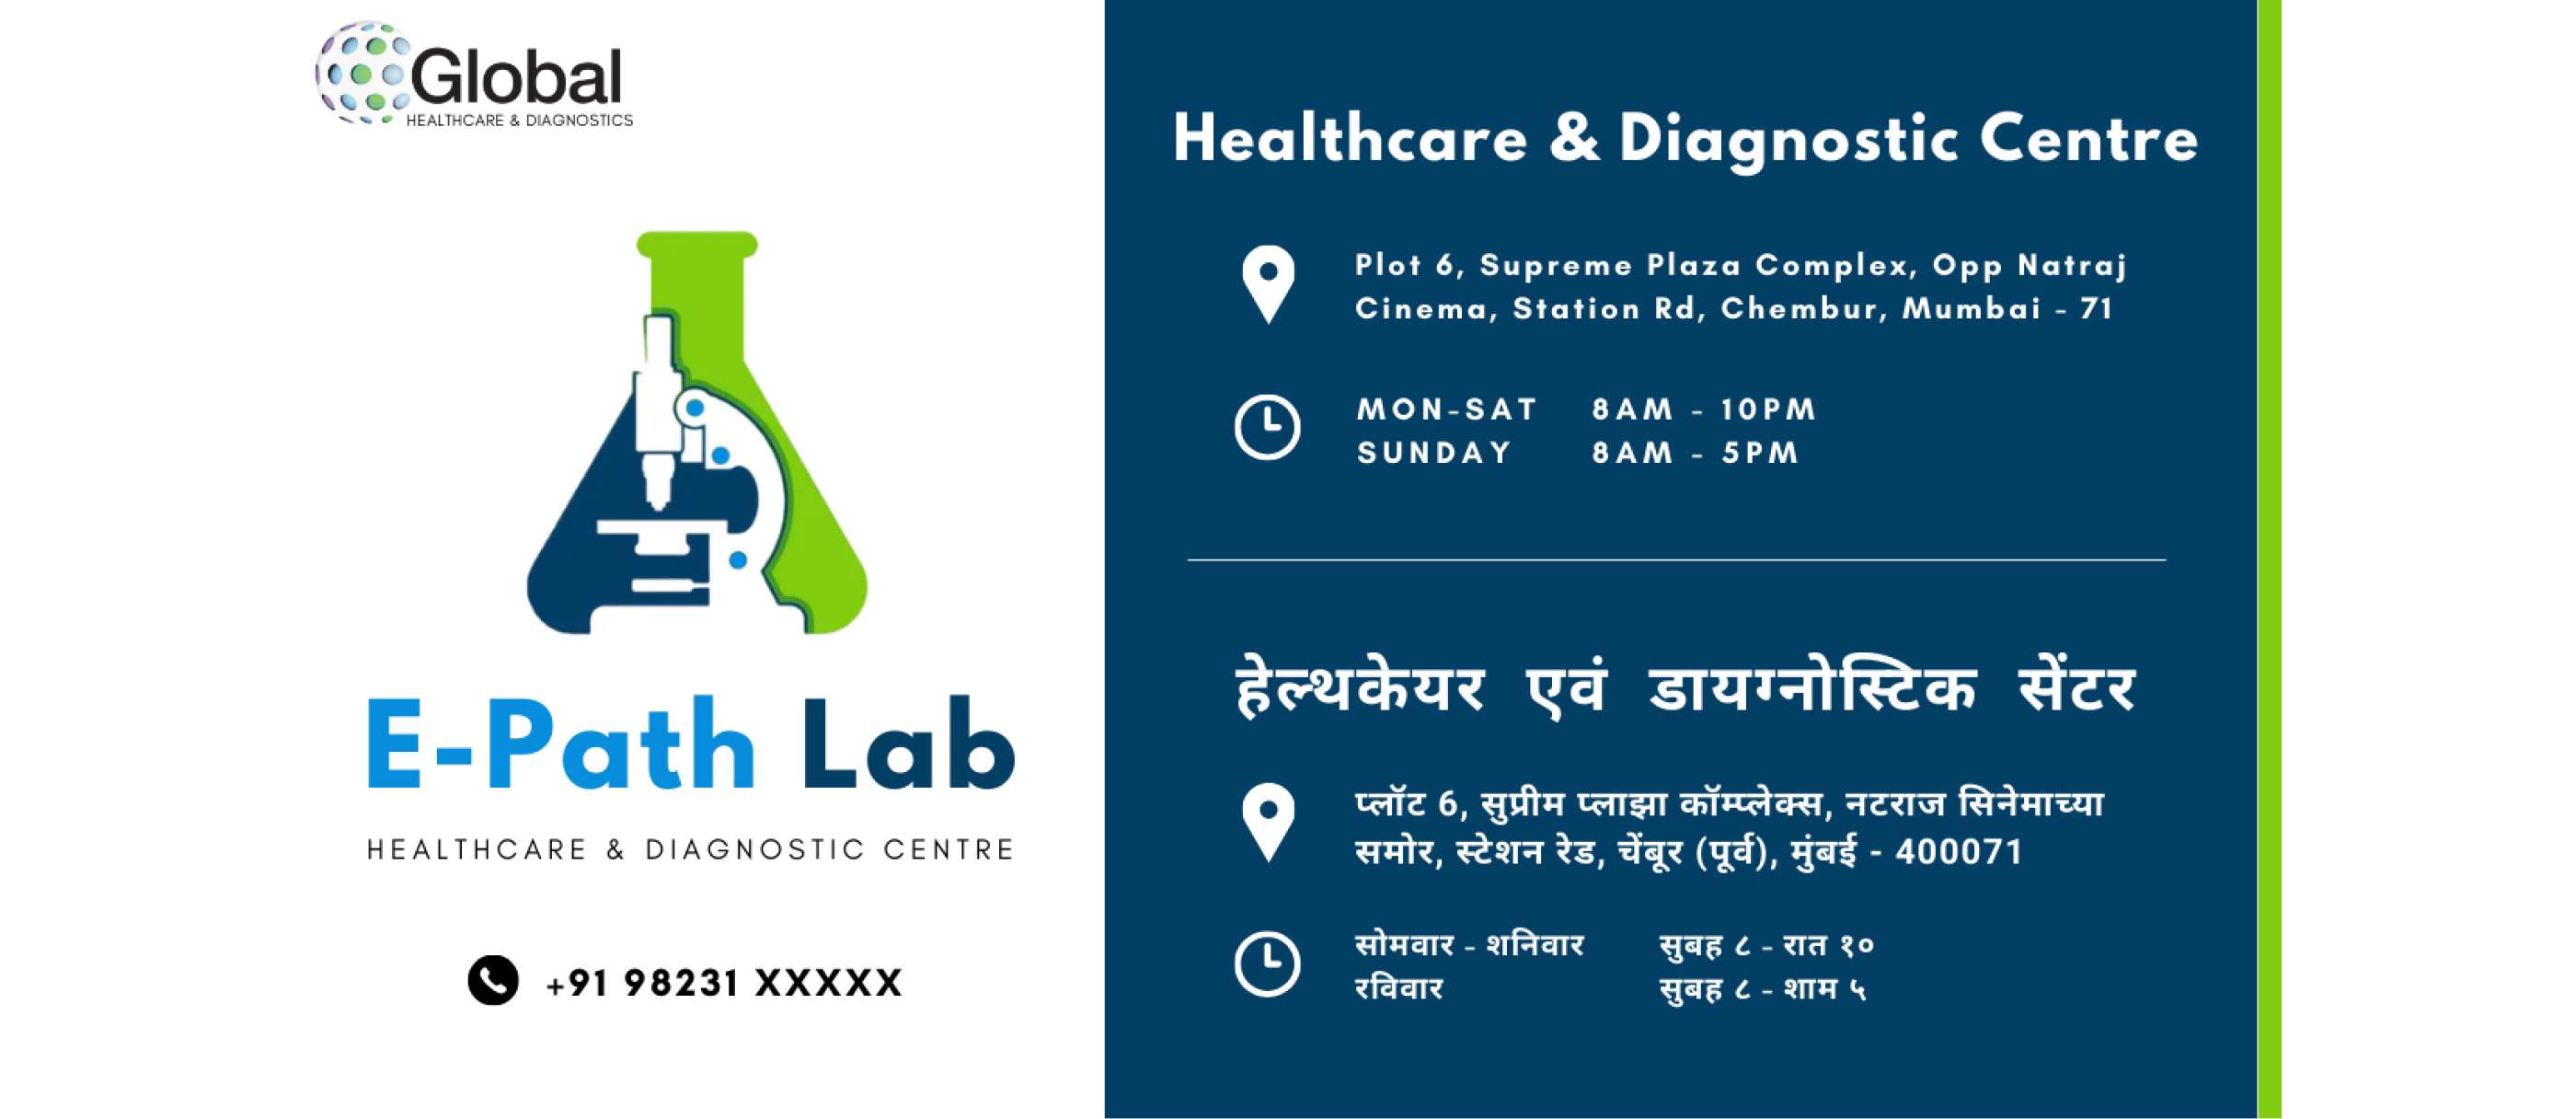 Global
HEALTHCARE & DIAGNOSTICS
E-Path Lab
HEALTHCARE & DIAGNOSTIC CENTRE
+91 98231 XXXXX
Healthcare & Diagnostic Centre
Plot 6, Supreme Plaza Complex, Opp Natraj
Cinema, Station Rd, Chembur, Mumbai - 71
MON-SAT 8AM - 10PM
SUNDAY 8AM - 5PM
हेल्थकेयर एवं डायग्नोस्टिक सेंटर
प्लॉट 6, सुप्रीम प्लाझा कॉम्प्लेक्स, नटराज सिनेमाच्या
समोर, स्टेशन रेड, चेंबूर (पूर्व), मुंबई - 400071
सोमवार - शनिवार सुबह ८ - रात १०
रविवार सुबह ८ - शाम ५